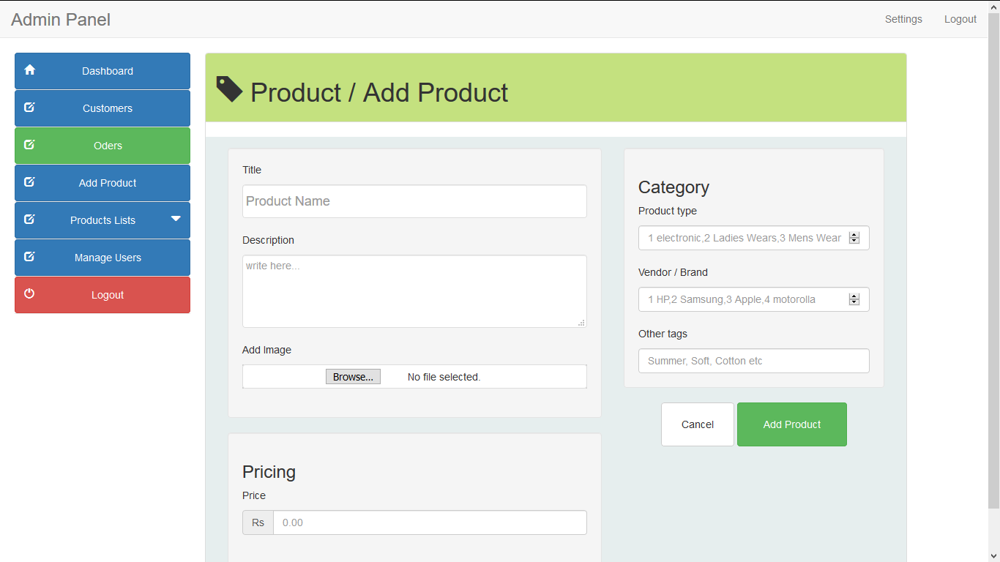 Admin Panel
Settings
Logout
Dashboard
Customers
Oders
Add Product
Products Lists
Manage Users
Logout
Product / Add Product
Title
Product Name
Description
write here...
Add Image
Browse... No file selected.
Pricing
Price
Rs 0.00
Category
Product type
1 electronic,2 Ladies Wears,3 Mens Wear
Vendor / Brand
1 HP,2 Samsung,3 Apple,4 motorolla
Other tags
Summer, Soft, Cotton etc
Cancel
Add Product